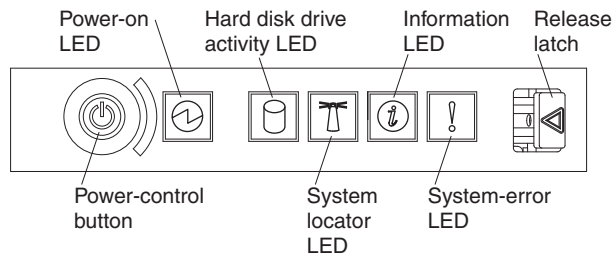 Power-on
LED
Hard disk drive
activity LED
Information
LED
Release
latch
i
!
Power-control
button
System
locator
LED
System-error
LED